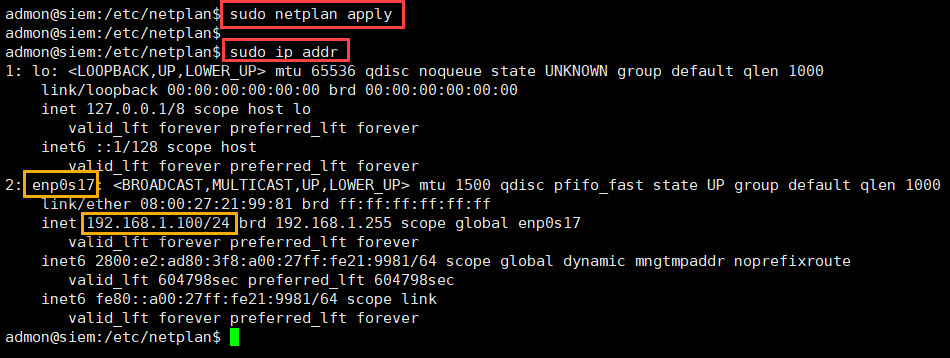 admon@siem:/etc/netplan$ sudo netplan apply
admon@siem:/etc/netplan$
admon@siem:/etc/netplan$ sudo ip addr
1: lo: <LOOPBACK,UP,LOWER_UP> mtu 65536 qdisc noqueue state UNKNOWN group default qlen 1000
    link/loopback 00:00:00:00:00:00 brd 00:00:00:00:00:00
    inet 127.0.0.1/8 scope host lo
       valid_lft forever preferred_lft forever
    inet6 ::1/128 scope host
       valid_lft forever preferred_lft forever
2: enp0s17: <BROADCAST,MULTICAST,UP,LOWER_UP> mtu 1500 qdisc pfifo_fast state UP group default qlen 1000
    link/ether 08:00:27:21:99:81 brd ff:ff:ff:ff:ff:ff
    inet 192.168.1.100/24 brd 192.168.1.255 scope global enp0s17
       valid_lft forever preferred_lft forever
    inet6 2800:e2:ad80:3f8:a00:27ff:fe21:9981/64 scope global dynamic mngtmpaddr noprefixroute
       valid_lft 604798sec preferred_lft 604798sec
    inet6 fe80::a00:27ff:fe21:9981/64 scope link
       valid_lft forever preferred_lft forever
admon@siem:/etc/netplan$